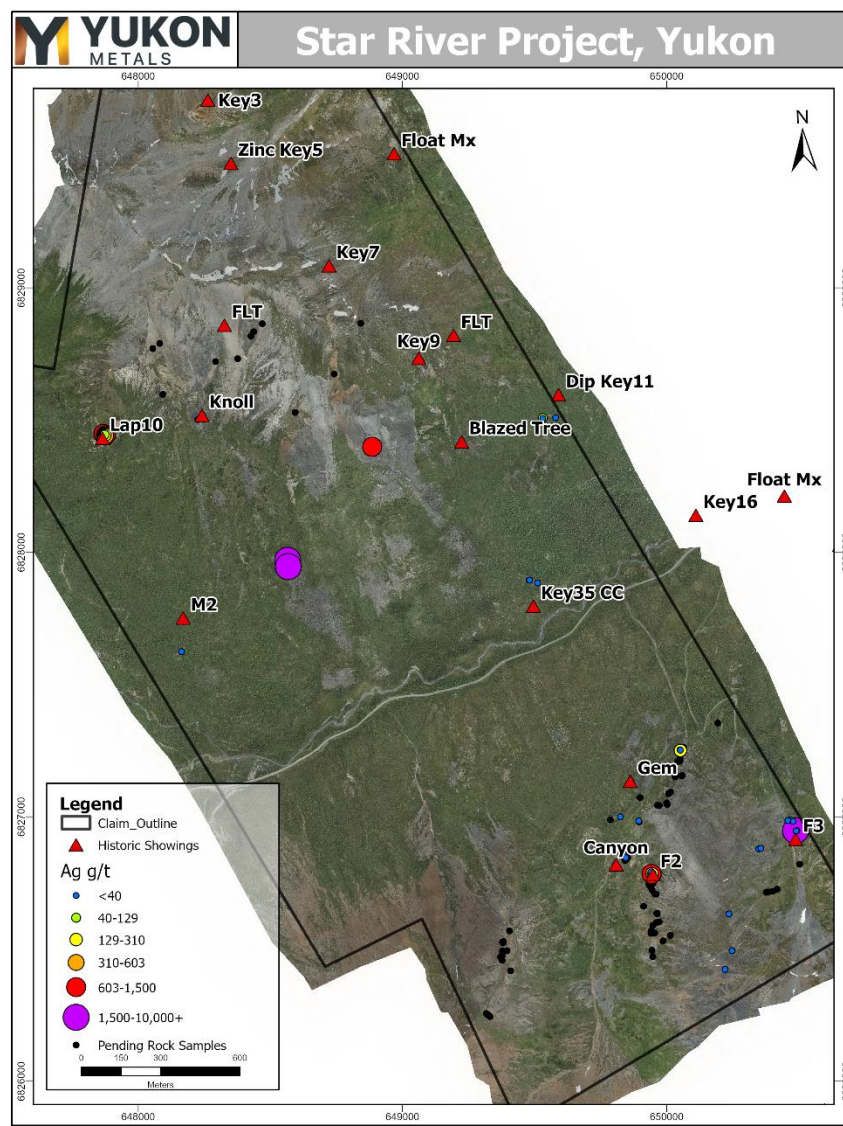 YUKON
METALS
Star River Project, Yukon
648000 649000 650000
N
Key3
Float Mx
Zinc Key5
Key7
6829000
FLT
FLT
Key9
Dip Key11
Knoll
Lap10
Blazed Tree
Float Mx
Key16
6828000
Key35 CC
M2
Gem
6827000
F3
Canyon
F2
Legend
Claim_Outline
Historic Showings
Ag g/t
<40
40-129
129-310
310-603
603-1,500
1,500-10,000+
Pending Rock Samples
0 150 300 600
Meters
6826000
648000 649000 650000